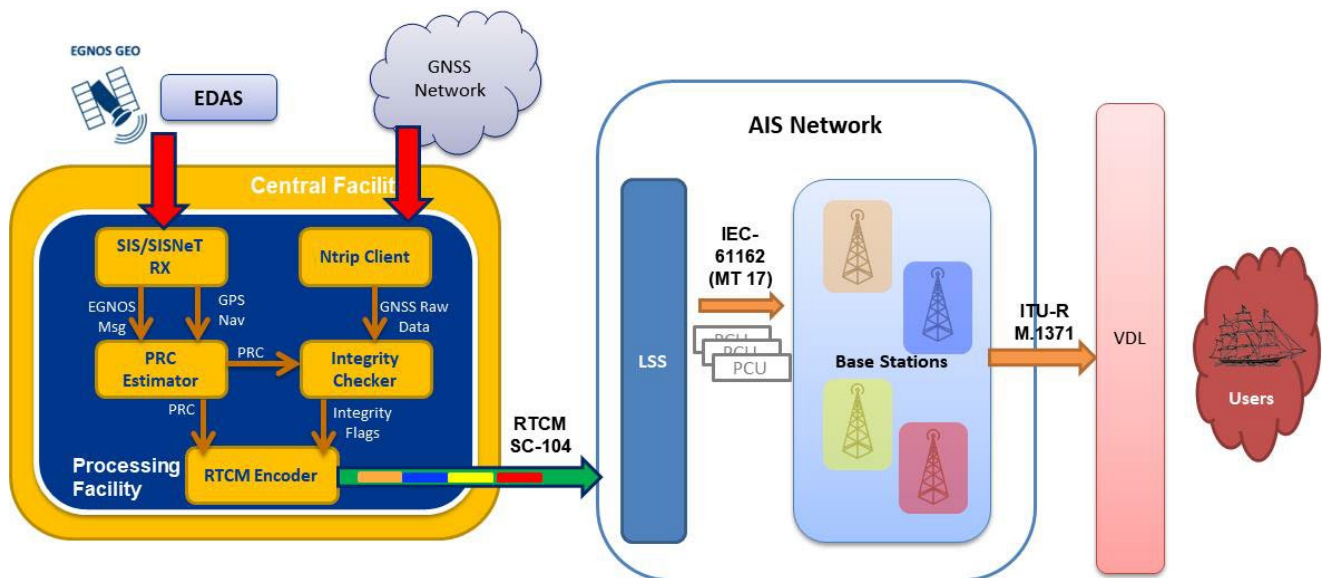 EGNOS GEO
EDAS
GNSS
Network
Central Facilit
SIS/SISNeT
RX
Ntrip Client
EGNOS
Msg
GPS
Nav
GNSS Raw
Data
PRC
Estimator
PRC
Integrity
Checker
PRC
Integrity
Flags
Processing
Facility
RTCM Encoder
RTCM
SC-104
AIS Network
LSS
IEC-
61162
(MT 17)
PCU
PCU
PCU
Base Stations
ITU-R
M.1371
VDL
Users